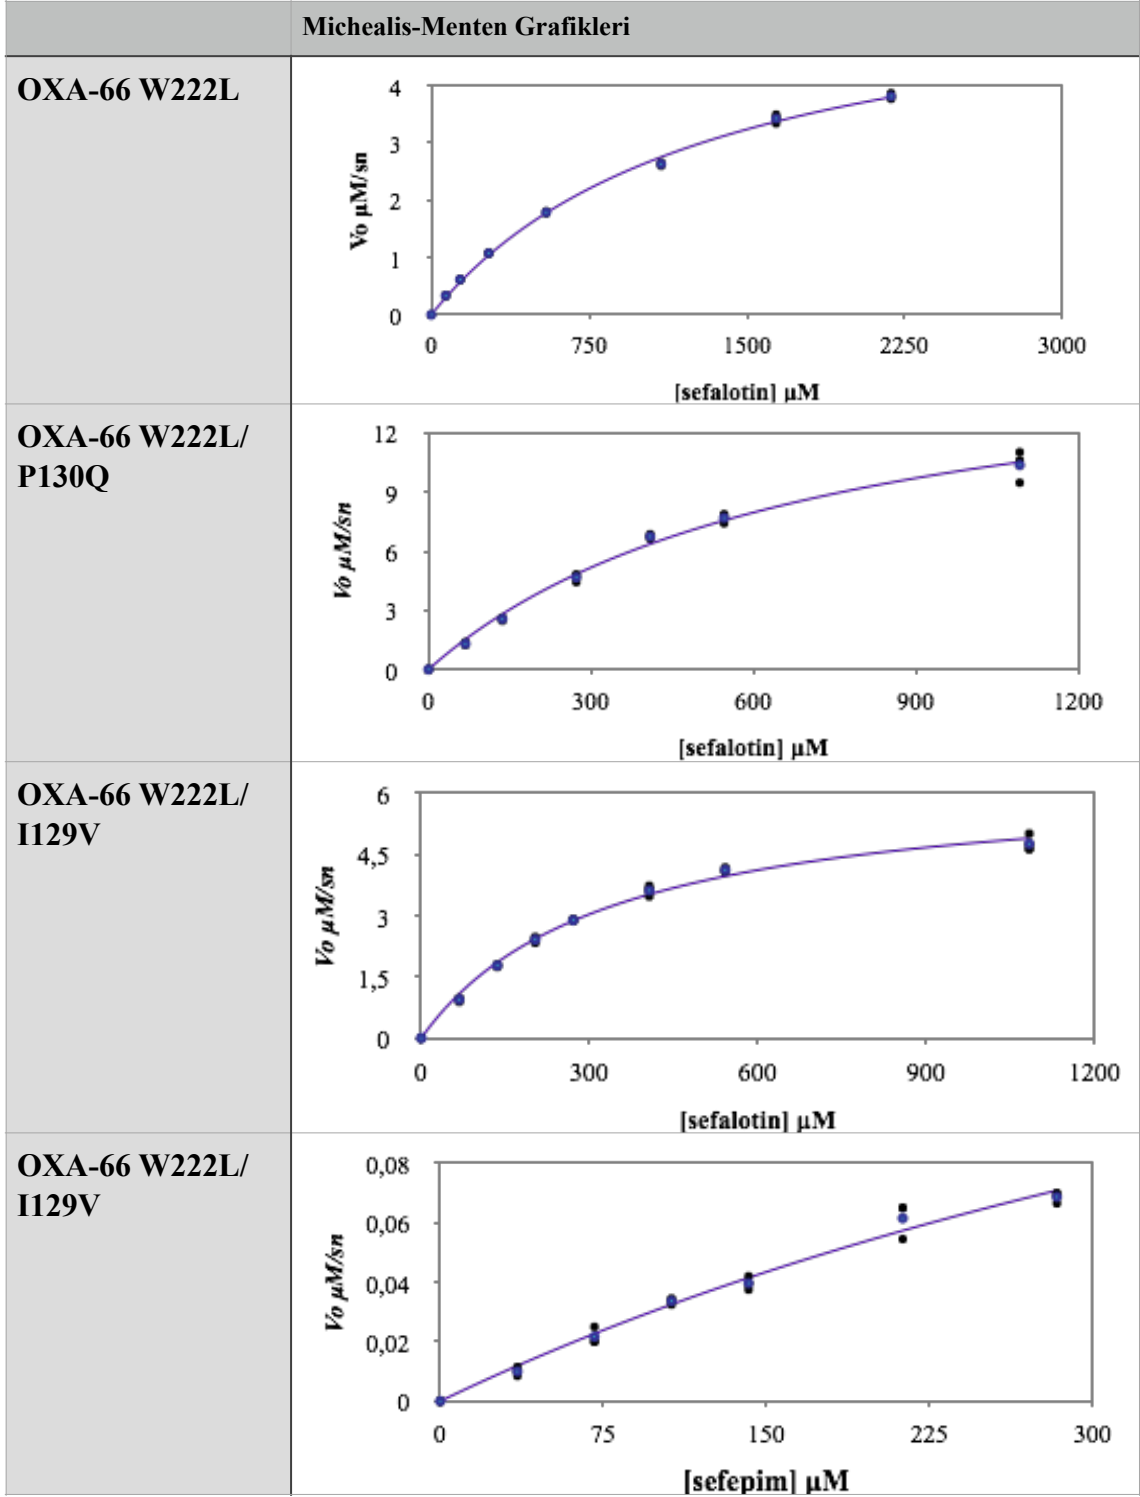 Michealis-Menten Grafikleri
OXA-66 W222L
4
3
2
1
0
Vo µM/sn
0 750 1500 2250 3000
[sefalotin] µM
OXA-66 W222L/
P130Q
12
9
6
3
0
Vo µM/sn
0 300 600 900 1200
[sefalotin] µM
OXA-66 W222L/
I129V
6
4,5
3
1,5
0
Vo µM/sn
0 300 600 900 1200
[sefalotin] µM
OXA-66 W222L/
I129V
0,08
0,06
0,04
0,02
0
Vo µM/sn
0 75 150 225 300
[sefepim] µM